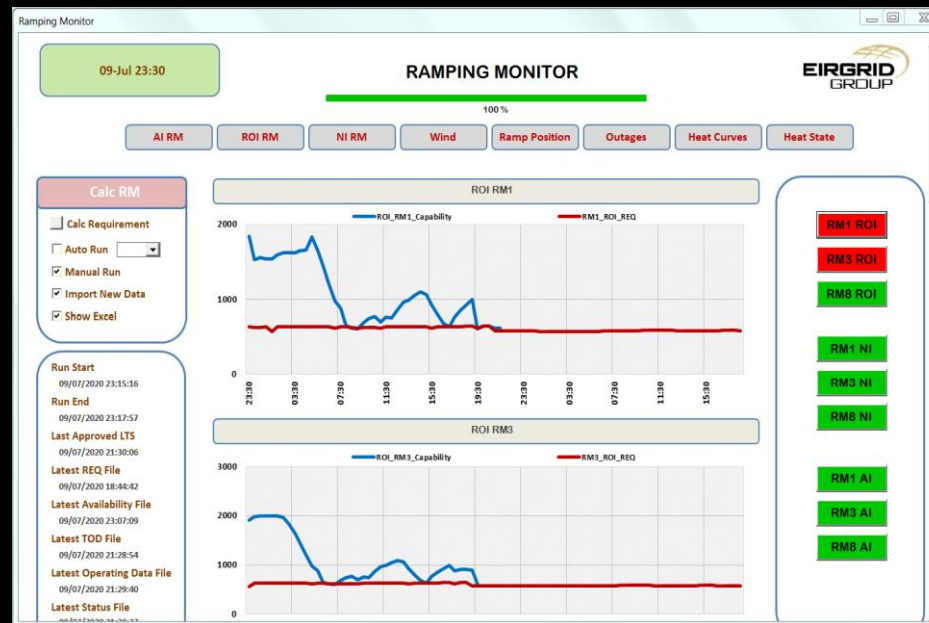 Ramping Monitor
09-Jul 23:30
RAMPING MONITOR
EIRGRID
GROUP
100 %
AI RM
ROI RM
NI RM
Wind
Ramp Position
Outages
Heat Curves
Heat State
Calc RM
Calc Requirement
Auto Run
Manual Run
Import New Data
Show Excel
Run Start
09/07/2020 23:15:16
Run End
09/07/2020 23:17:57
Last Approved LTS
09/07/2020 21:30:06
Latest REQ File
09/07/2020 18:44:42
Latest Availability File
09/07/2020 23:07:09
Latest TOD File
09/07/2020 21:28:54
Latest Operating Data File
09/07/2020 21:29:40
Latest Status File
ROI RM1
ROI_RM1_Capability
RM1_ROI_REQ
2000
1000
0
23:30
03:30
07:30
11:30
15:30
19:30
23:30
03:30
07:30
11:30
15:30
ROI RM3
ROI_RM3_Capability
RM3_ROI_REQ
3000
2000
1000
0
RM1 ROI
RM3 ROI
RM8 ROI
RM1 NI
RM3 NI
RM8 NI
RM1 AI
RM3 AI
RM8 AI